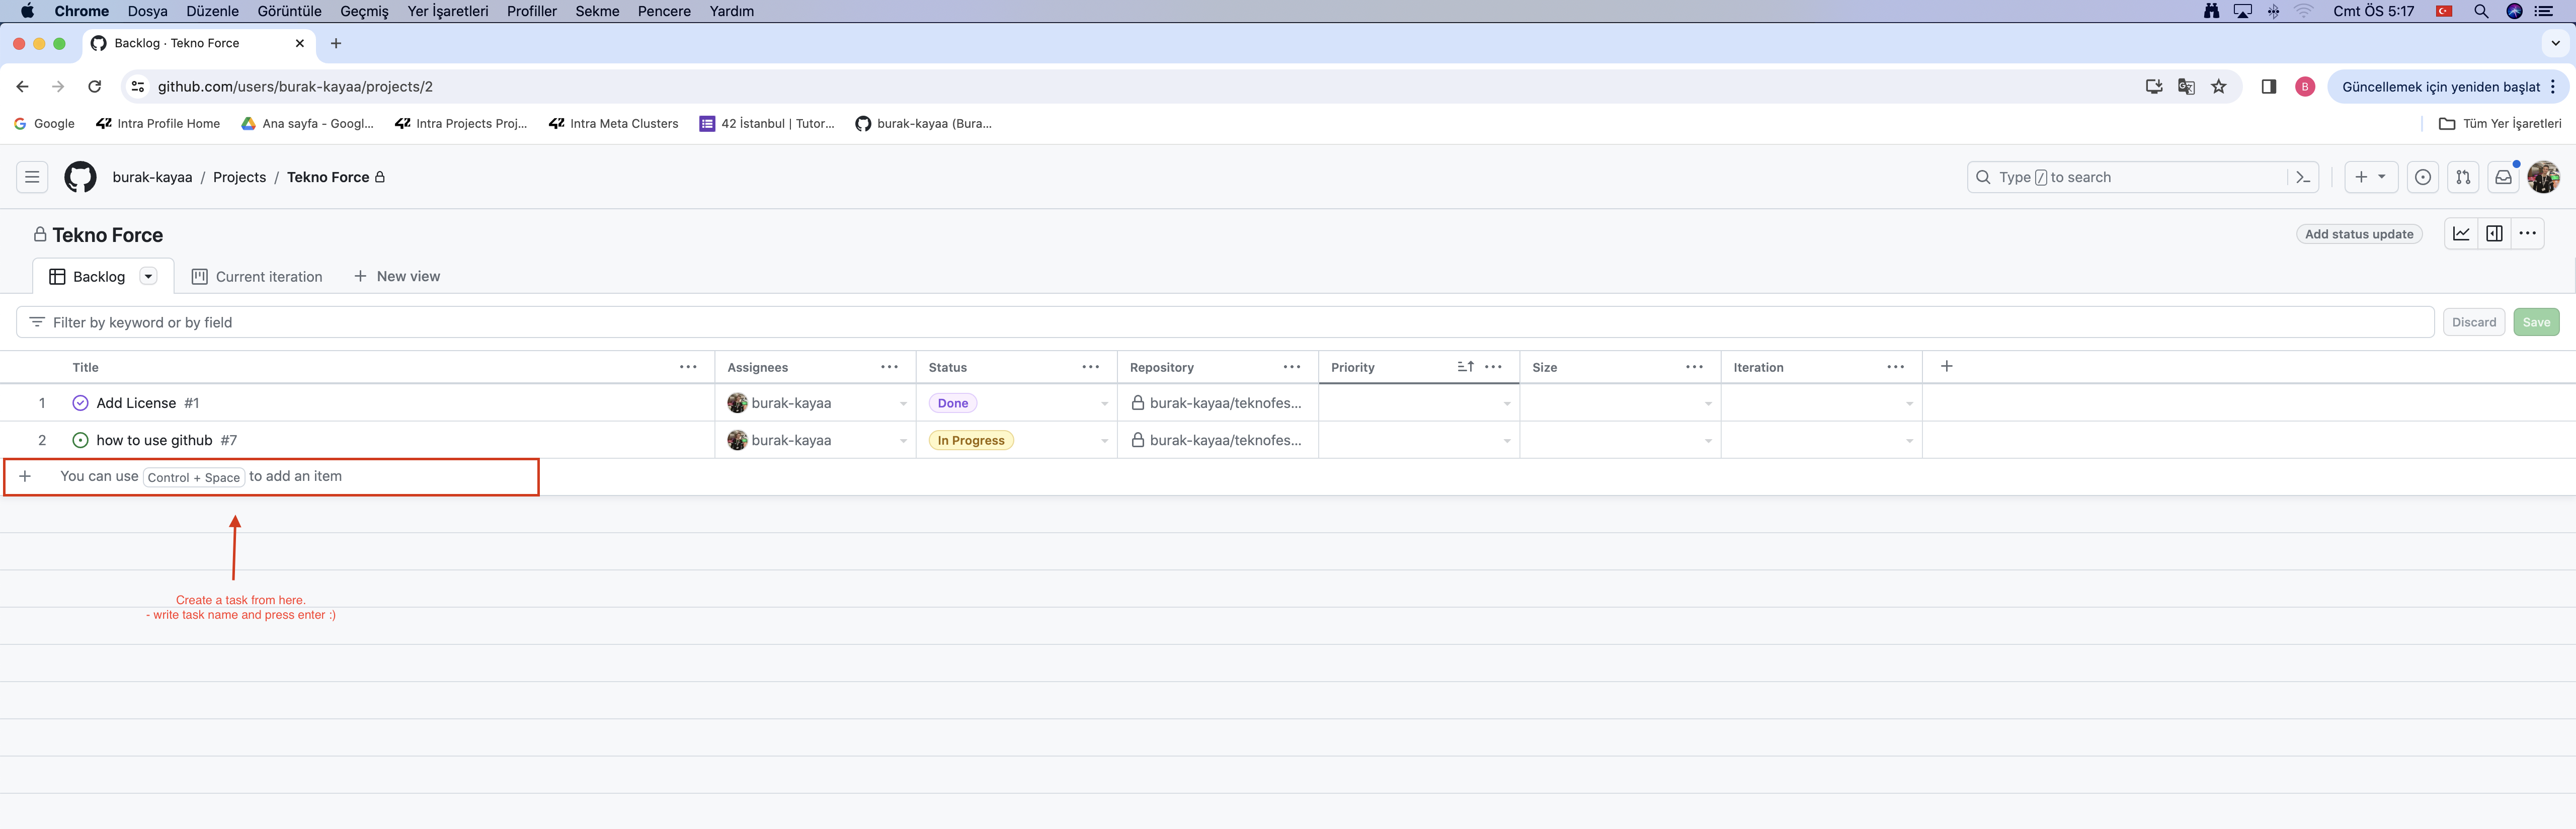 Chrome Dosya Düzenle Görüntüle Geçmiş Yer İşaretleri Profiller Sekme Pencere Yardım Cmt ÖS 5:17
Backlog · Tekno Force
github.com/users/burak-kayaa/projects/2 B Güncellemek için yeniden başlat
Google Intra Profile Home Ana sayfa - Googl... Intra Projects Proj... Intra Meta Clusters 42 İstanbul | Tutor... burak-kayaa (Bura... Tüm Yer İşaretleri
burak-kayaa / Projects / Tekno Force Type / to search
Tekno Force Add status update
Backlog Current iteration + New view
Filter by keyword or by field Discard Save
Title Assignees Status Repository Priority Size Iteration +
1 Add License #1 burak-kayaa Done burak-kayaa/teknofes...
2 how to use github #7 burak-kayaa In Progress burak-kayaa/teknofes...
+ You can use Control + Space to add an item
Create a task from here.
- write task name and press enter :)